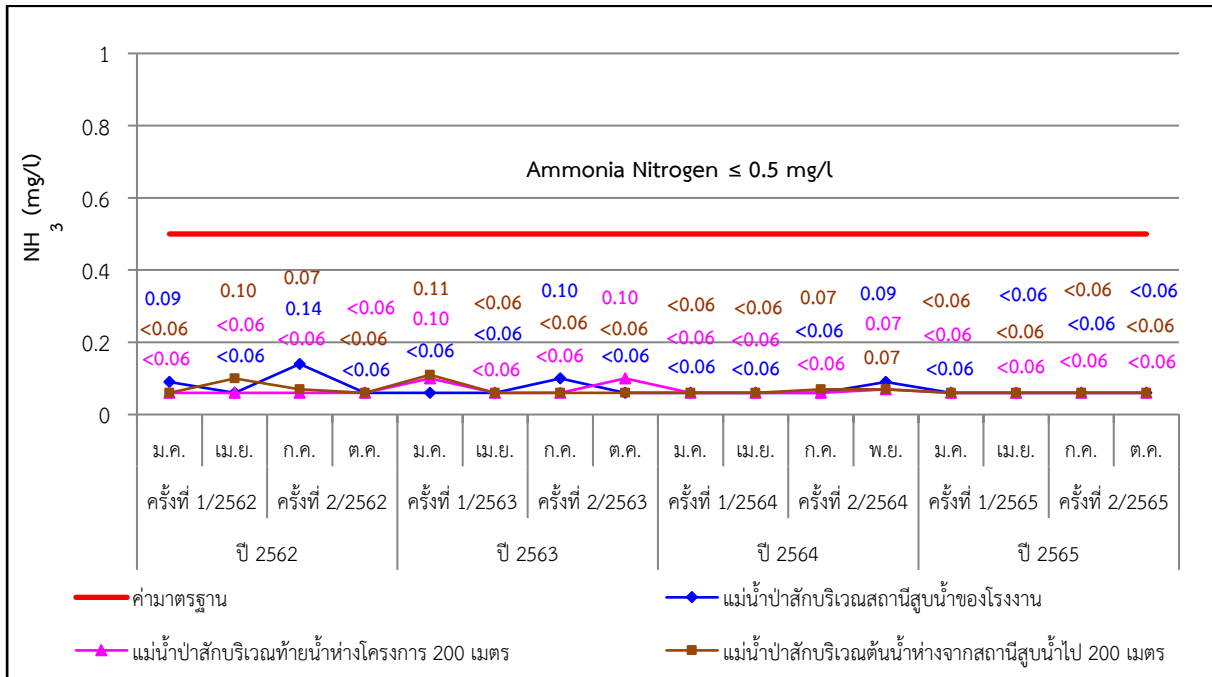 1
0.8
0.6
0.4
0.2
0
NH3 (mg/l)
Ammonia Nitrogen ≤ 0.5 mg/l
0.09 0.10 0.07 <0.06 0.11 <0.06 0.10 0.10 <0.06 <0.06 0.07 0.09 <0.06 <0.06 <0.06 <0.06
<0.06 <0.06 0.14 <0.06 0.10 <0.06 <0.06 <0.06 <0.06 <0.06 <0.06 0.07 <0.06 <0.06 <0.06 <0.06
<0.06 <0.06 <0.06 <0.06 <0.06 <0.06 <0.06 <0.06 <0.06 <0.06 <0.06 0.07 <0.06 <0.06 <0.06 <0.06
ม.ค. เม.ย. ก.ค. ต.ค. ม.ค. เม.ย. ก.ค. ต.ค. ม.ค. เม.ย. ก.ค. พ.ย. ม.ค. เม.ย. ก.ค. ต.ค.
ครั้งที่ 1/2562 ครั้งที่ 2/2562 ครั้งที่ 1/2563 ครั้งที่ 2/2563 ครั้งที่ 1/2564 ครั้งที่ 2/2564 ครั้งที่ 1/2565 ครั้งที่ 2/2565
ปี 2562 ปี 2563 ปี 2564 ปี 2565
ค่ามาตรฐาน แม่น้ำป่าสักบริเวณสถานีสูบน้ำของโรงงาน
แม่น้ำป่าสักบริเวณท้ายน้ำห่างโครงการ 200 เมตร แม่น้ำป่าสักบริเวณต้นน้ำห่างจากสถานีสูบน้ำไป 200 เมตร